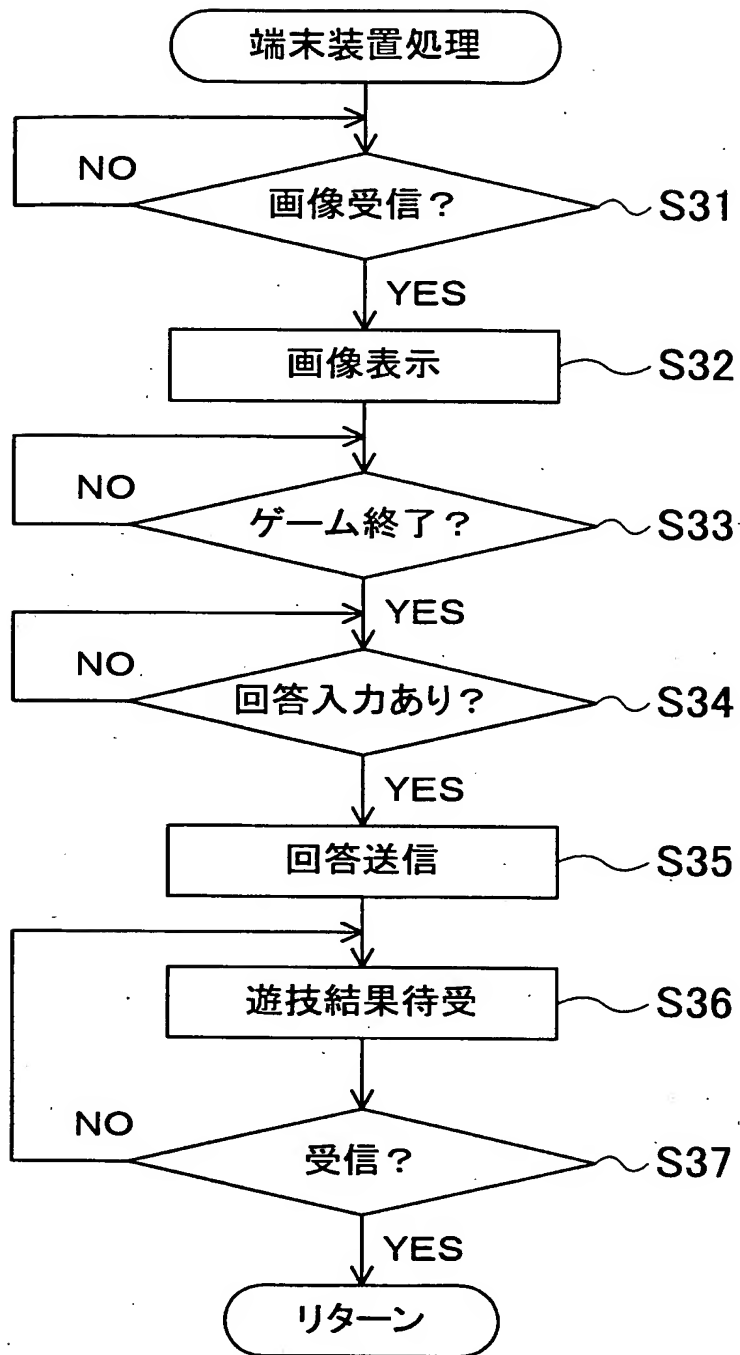 端末装置処理
NO
画像受信？
S31
YES
画像表示
S32
NO
ゲーム終了？
S33
YES
NO
回答入力あり？
S34
YES
回答送信
S35
遊技結果待受
S36
NO
受信？
S37
YES
リターン